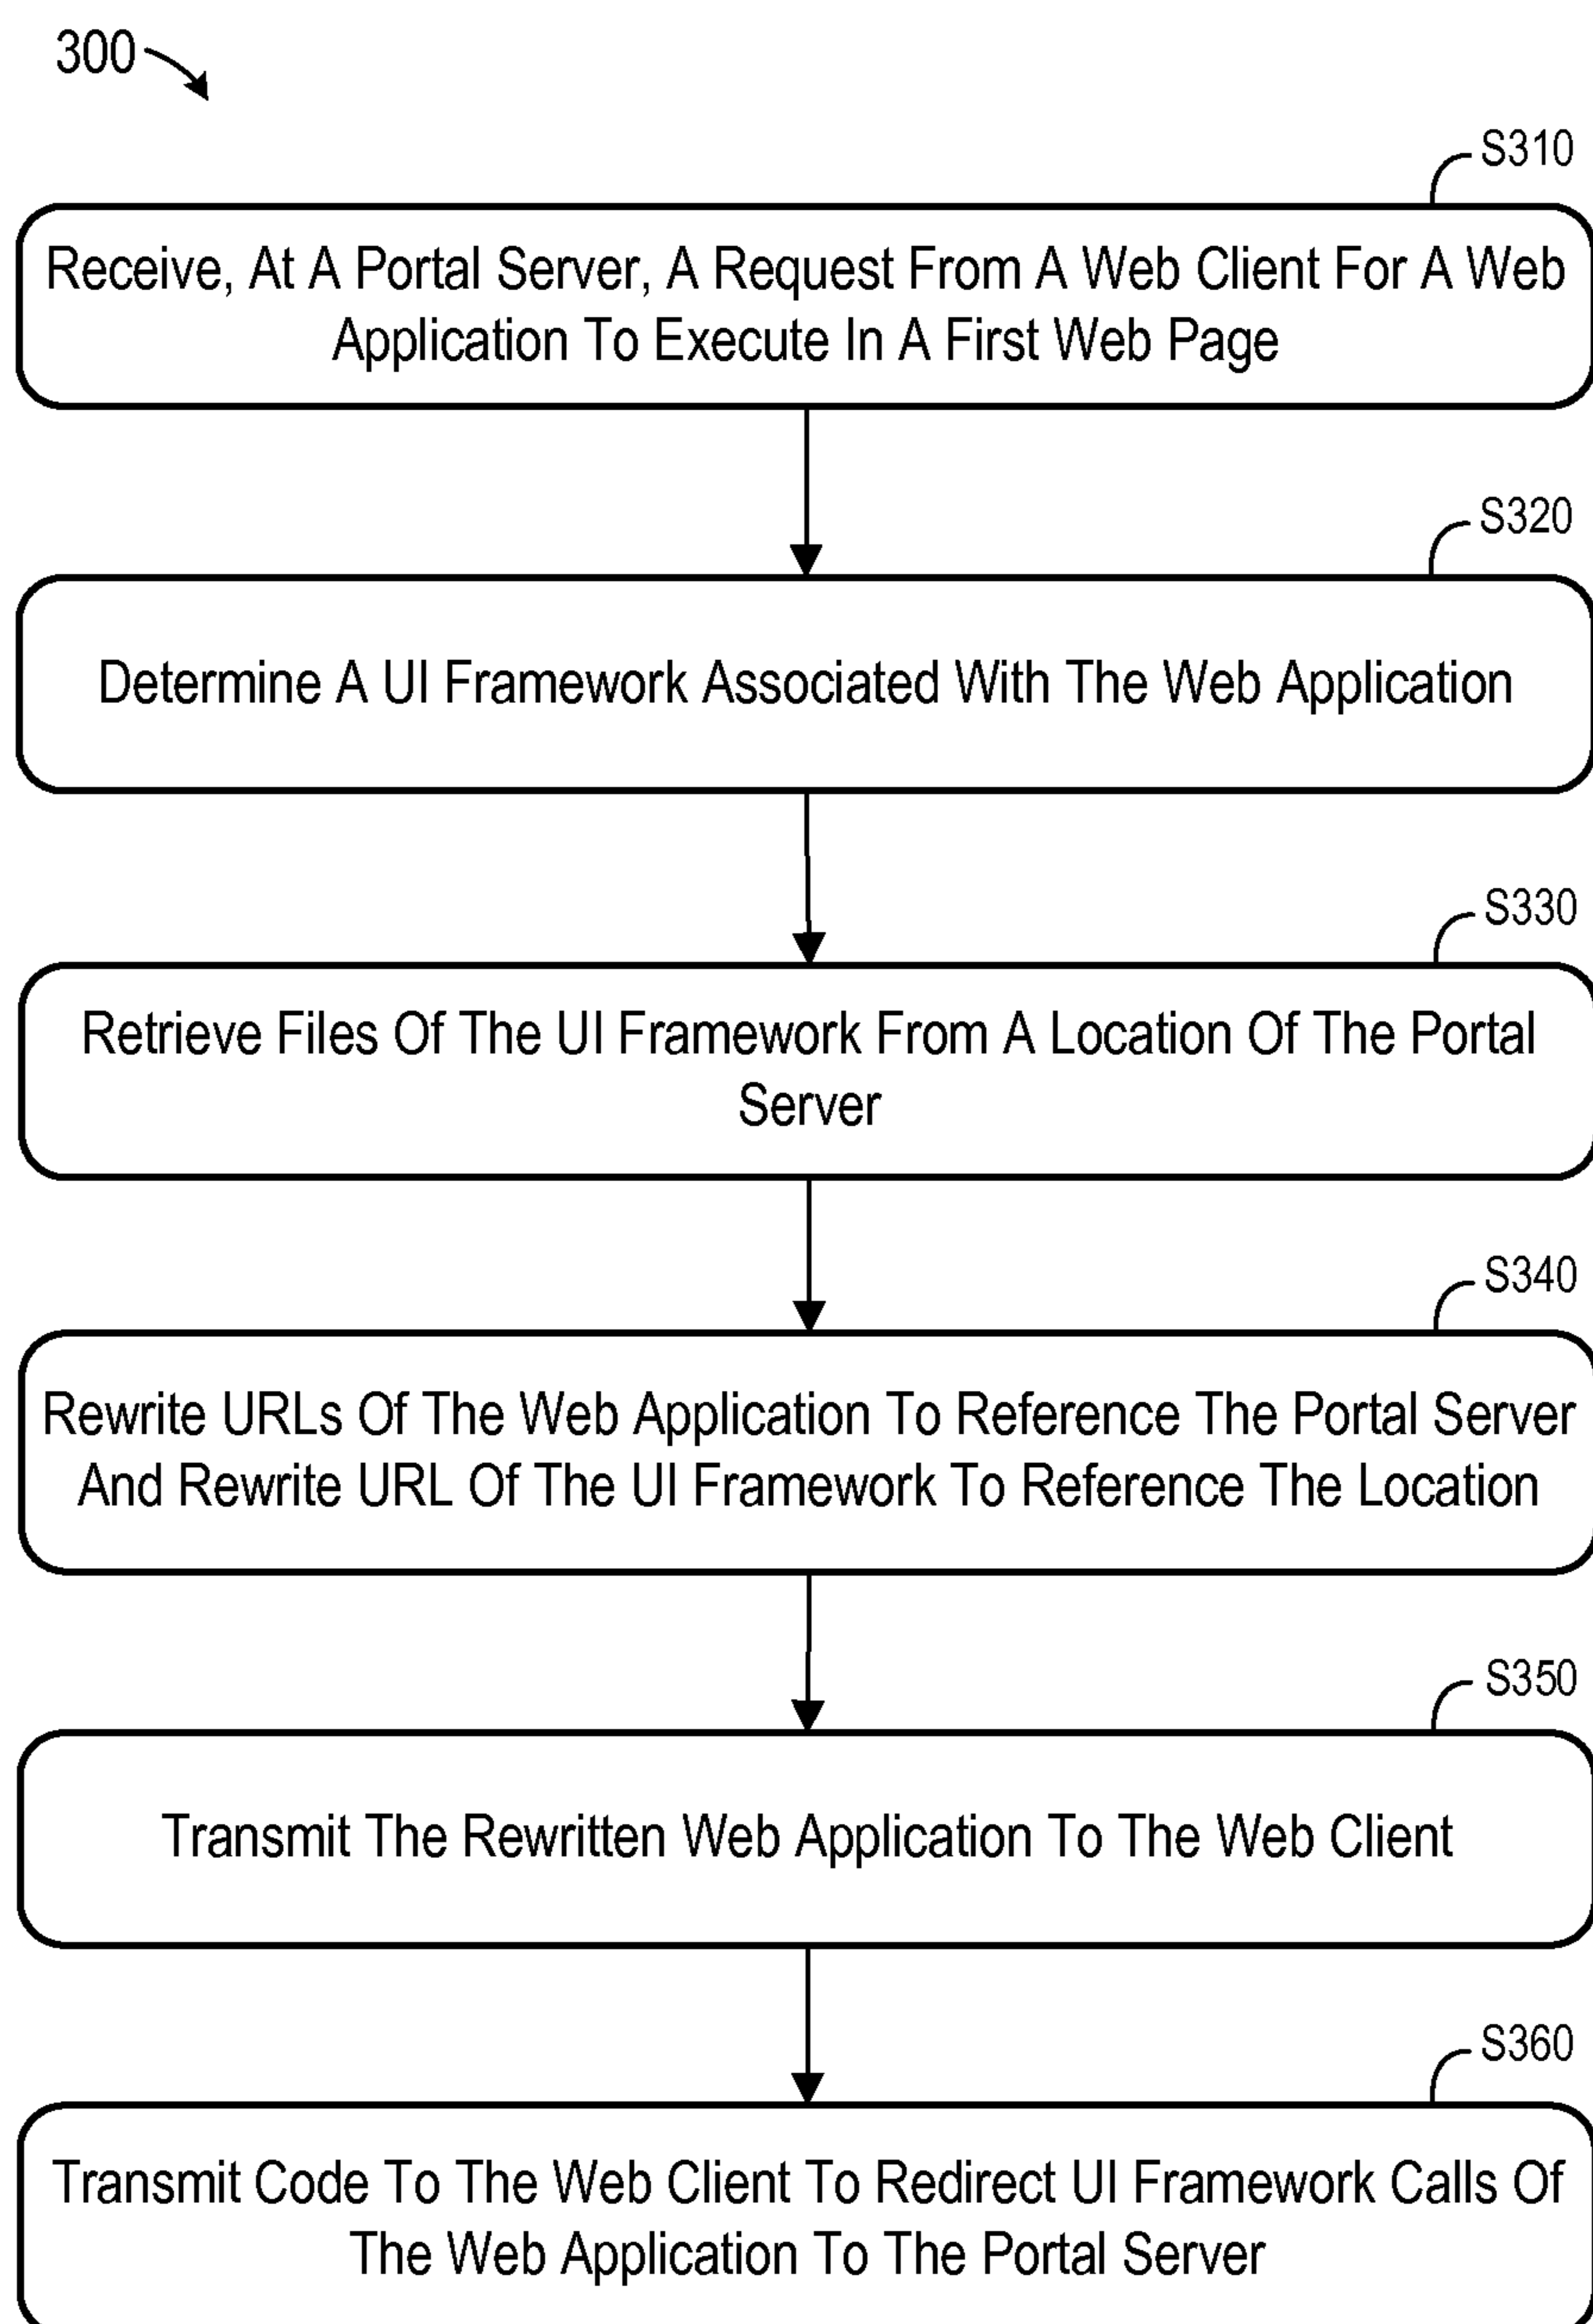 300
S310
Receive, At A Portal Server, A Request From A Web Client For A Web
Application To Execute In A First Web Page
S320
Determine A UI Framework Associated With The Web Application
S330
Retrieve Files Of The UI Framework From A Location Of The Portal
Server
S340
Rewrite URLs Of The Web Application To Reference The Portal Server
And Rewrite URL Of The UI Framework To Reference The Location
S350
Transmit The Rewritten Web Application To The Web Client
S360
Transmit Code To The Web Client To Redirect UI Framework Calls Of
The Web Application To The Portal Server